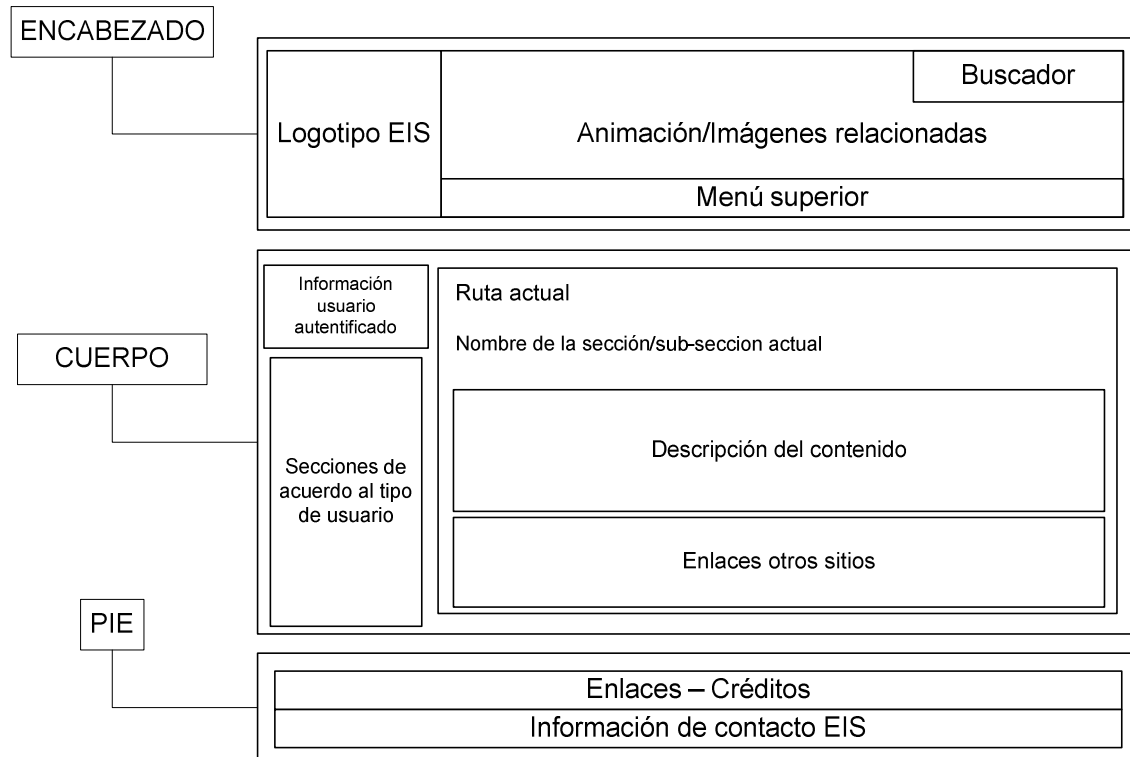 ENCABEZADO
Logotipo EIS
Buscador
Animación/Imágenes relacionadas
Menú superior
CUERPO
Información
usuario
autentificado
Secciones de
acuerdo al tipo
de usuario
Ruta actual
Nombre de la sección/sub-seccion actual
Descripción del contenido
Enlaces otros sitios
PIE
Enlaces – Créditos
Información de contacto EIS